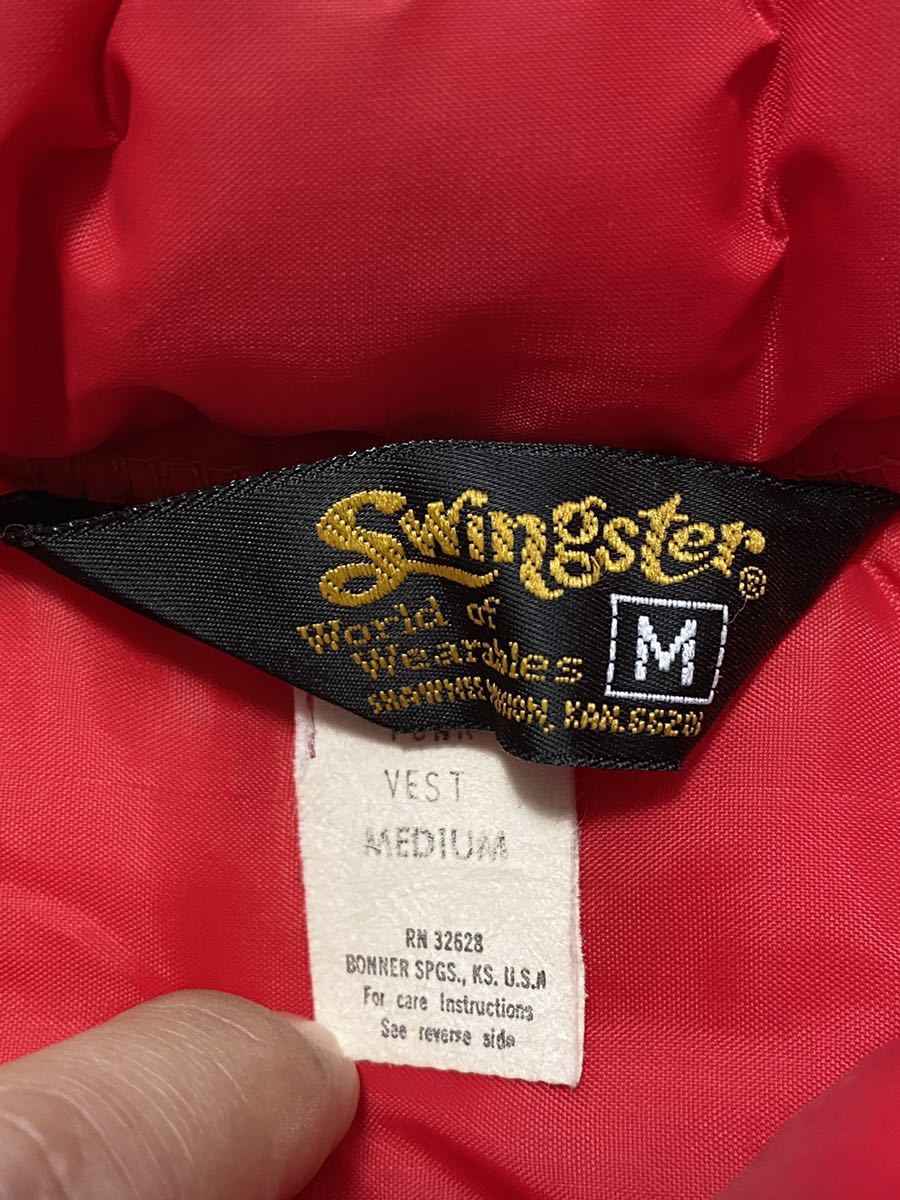 Swingster®
World of
Wearables
M
SHAWNEE MISSION, KAN. 6620
VEST
MEDIUM
RN 32628
BONNER SPGS., KS. U.S.A
For care Instructions
See reverse side